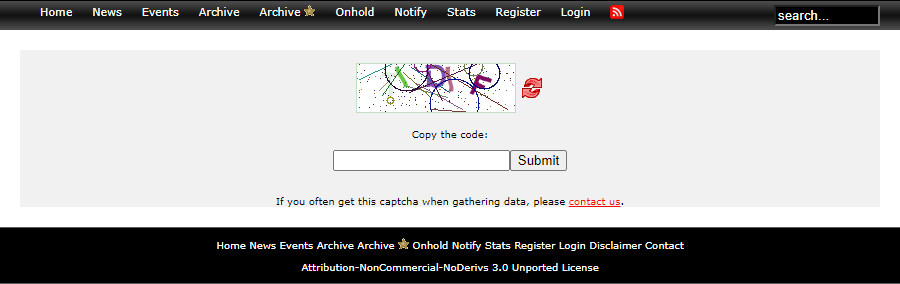 Home News Events Archive Archive Onhold Notify Stats Register Login search...
Copy the code:
Submit
If you often get this captcha when gathering data, please contact us.
Home News Events Archive Archive Onhold Notify Stats Register Login Disclaimer Contact
Attribution-NonCommercial-NoDerivs 3.0 Unported License